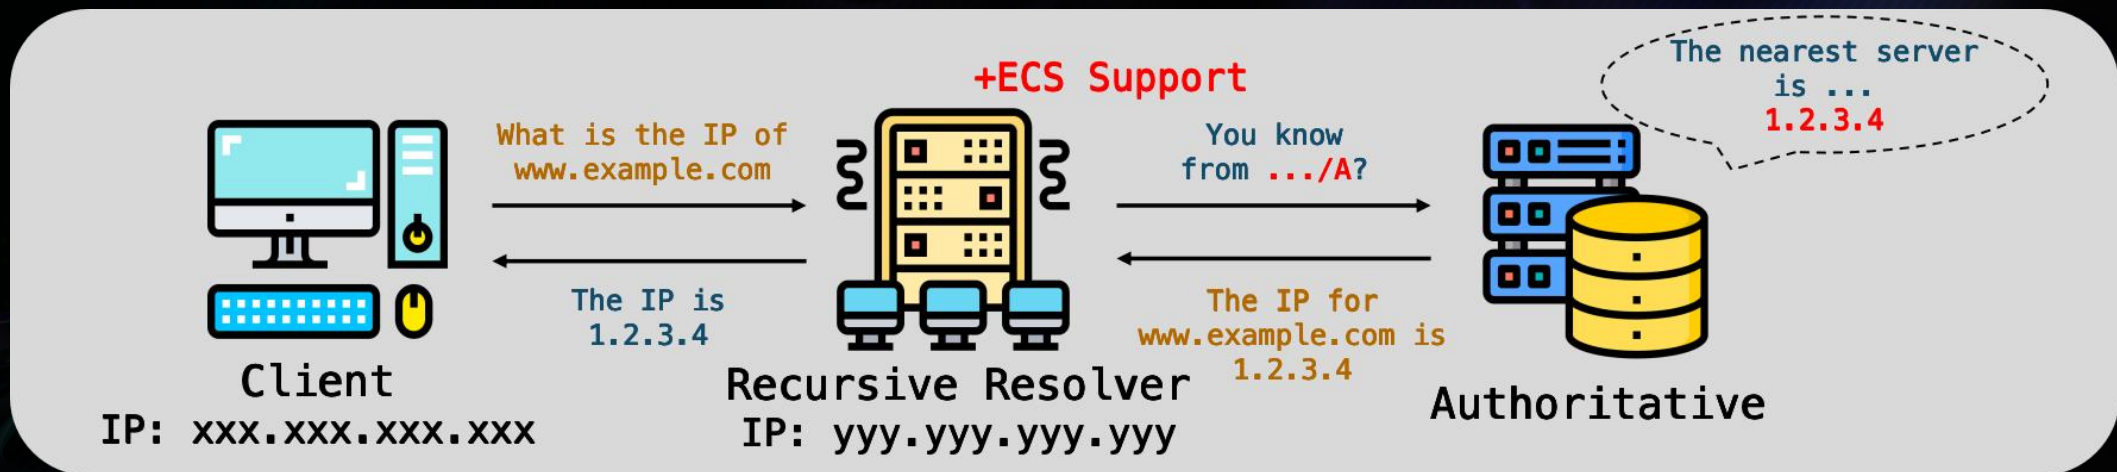 +ECS Support
The nearest server
is ...
1.2.3.4
What is the IP of
www.example.com
You know
from .../A?
The IP is
1.2.3.4
The IP for
www.example.com is
1.2.3.4
Client
IP: xxx.xxx.xxx.xxx
Recursive Resolver
IP: yyy.yyy.yyy.yyy
Authoritative